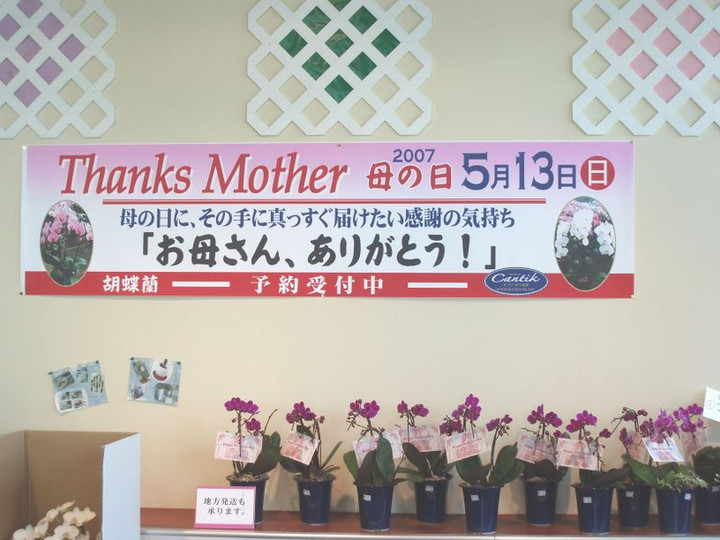 Thanks Mother 2007 母の日 5月13日 日
母の日に、その手に真っすぐ届けたい感謝の気持ち
「お母さん、ありがとう！」
胡蝶蘭 ━━ 予約受付中 ━━ Cantik
地方発送も
承ります。